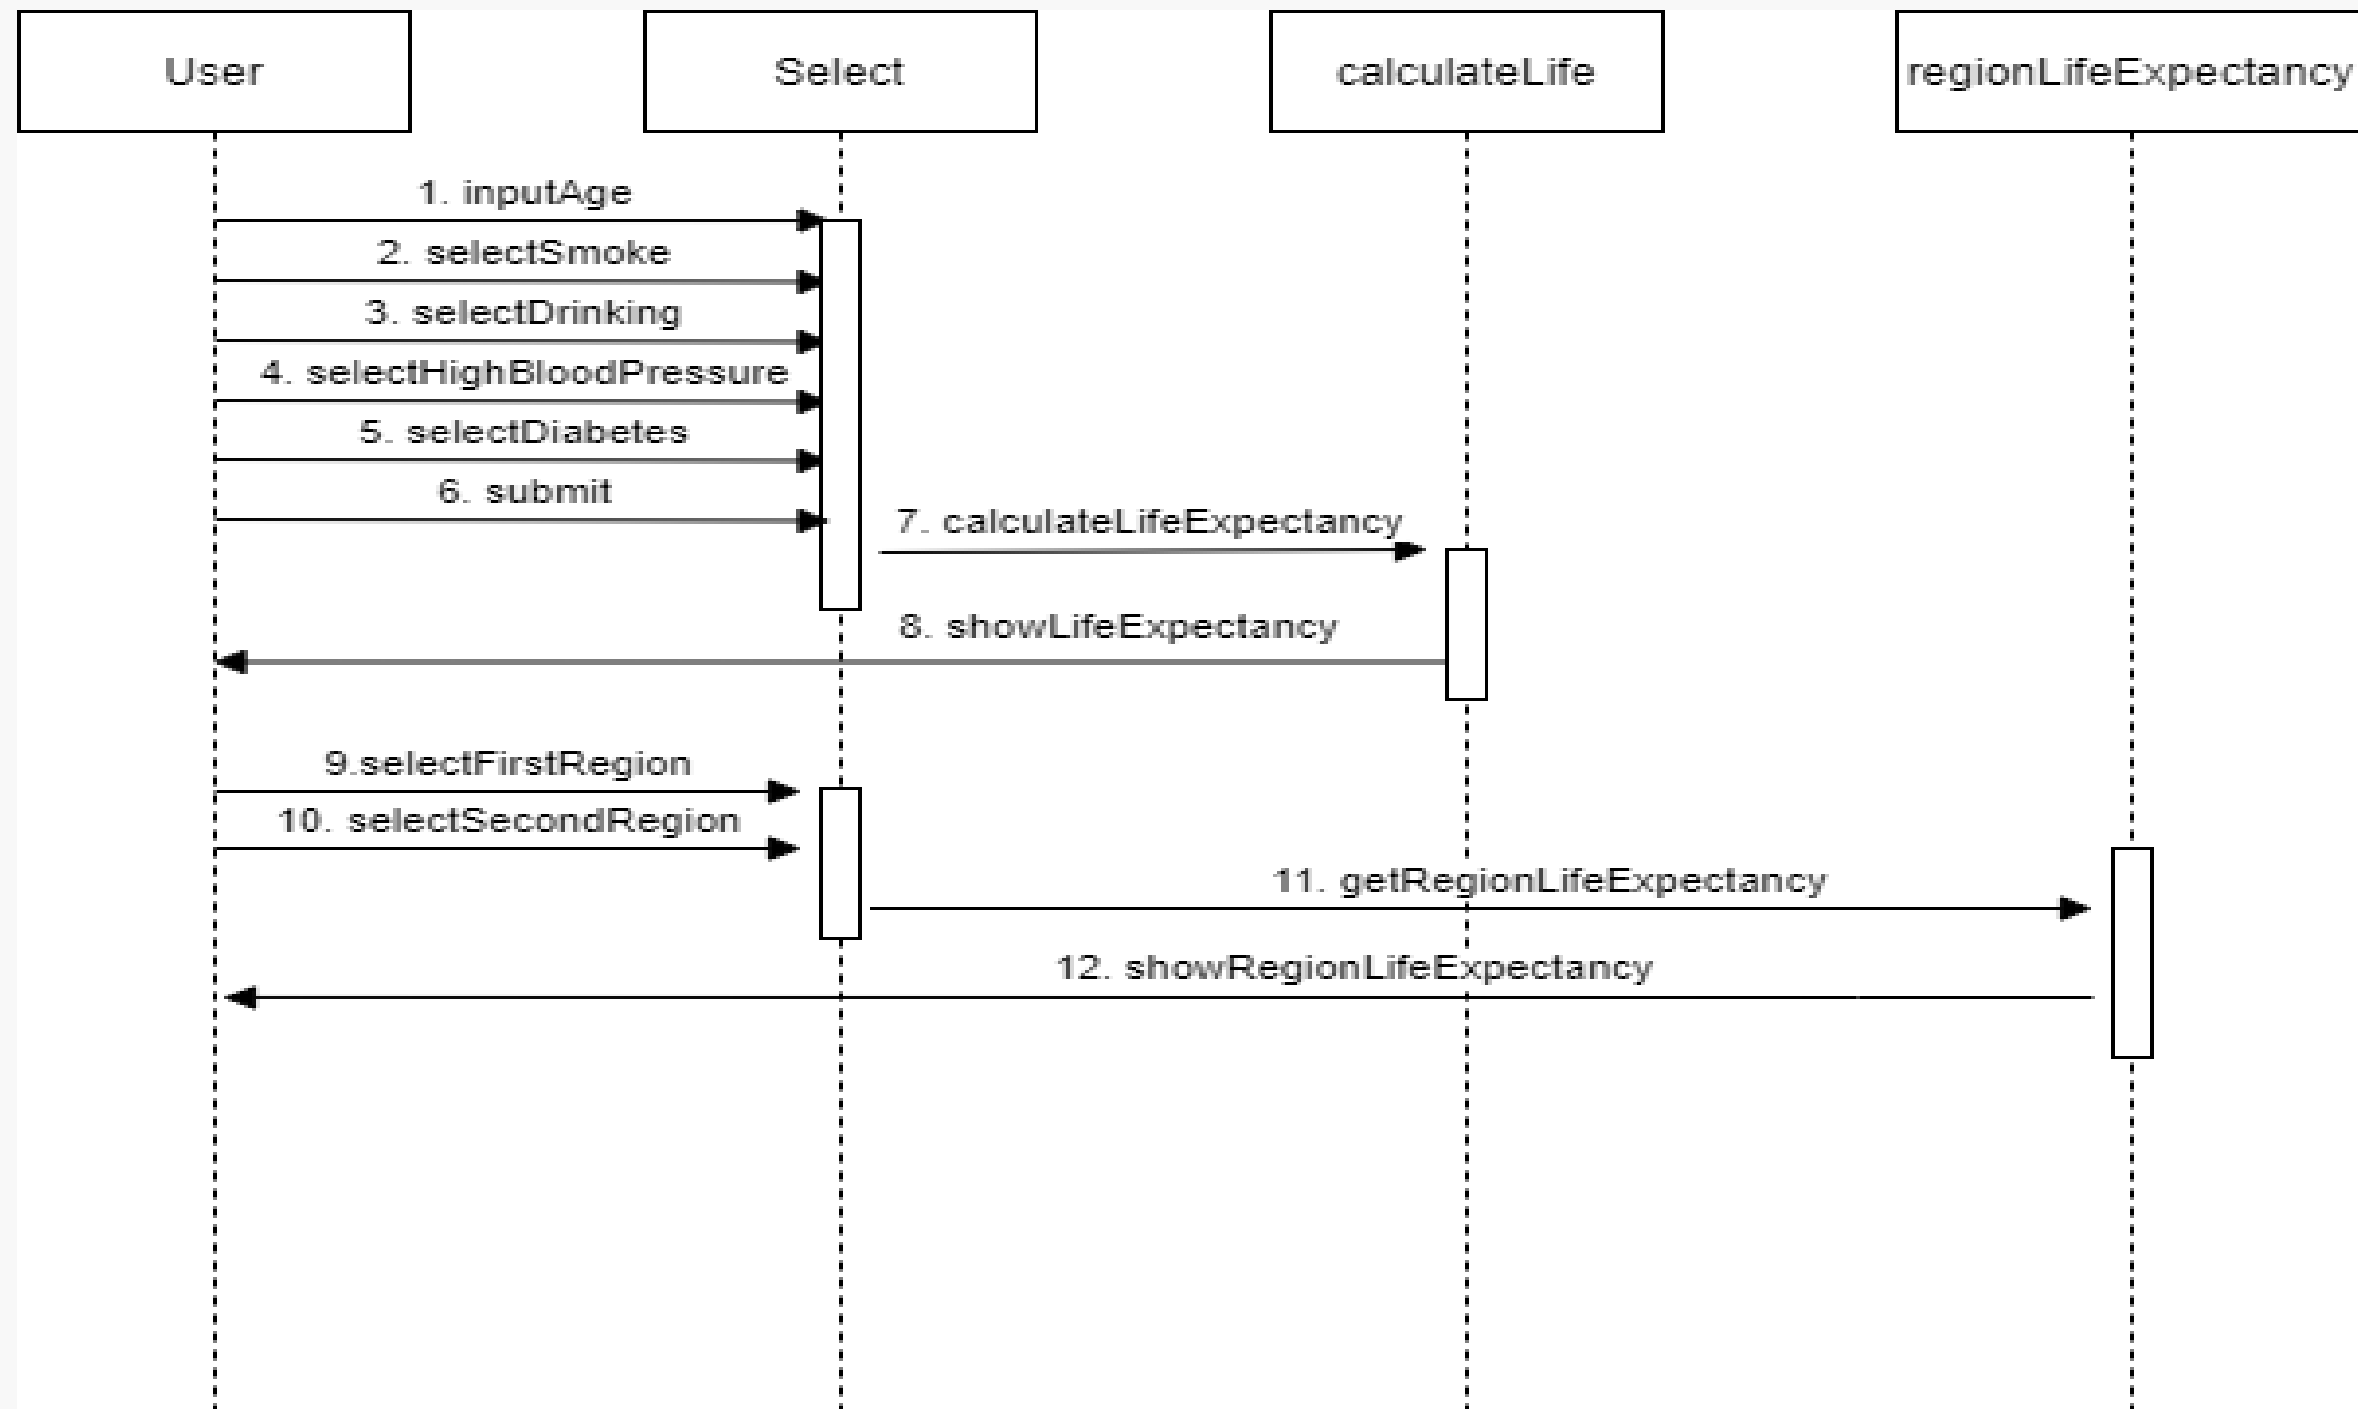 User
Select
calculateLife
regionLifeExpectancy
1. inputAge
2. selectSmoke
3. selectDrinking
4. selectHighBloodPressure
5. selectDiabetes
6. submit
7. calculateLifeExpectancy
8. showLifeExpectancy
9.selectFirstRegion
10. selectSecondRegion
11. getRegionLifeExpectancy
12. showRegionLifeExpectancy